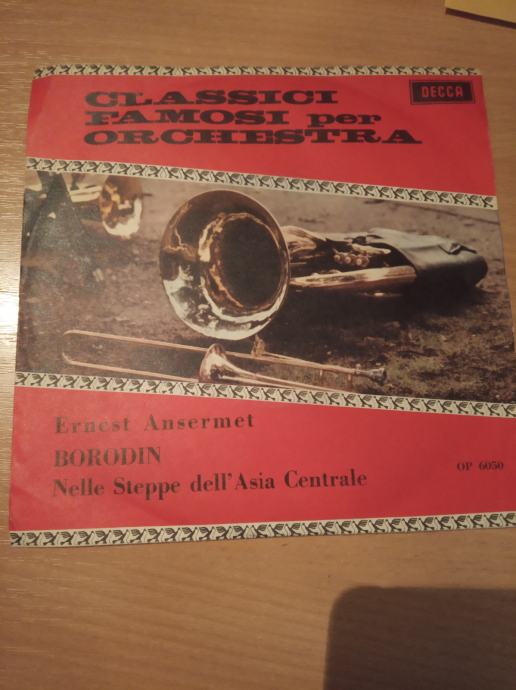 CLASSICI
FAMOSI per
ORCHESTRA
DECCA
Ernest Ansermet
BORODIN
Nelle Steppe dell'Asia Centrale
OP 6050